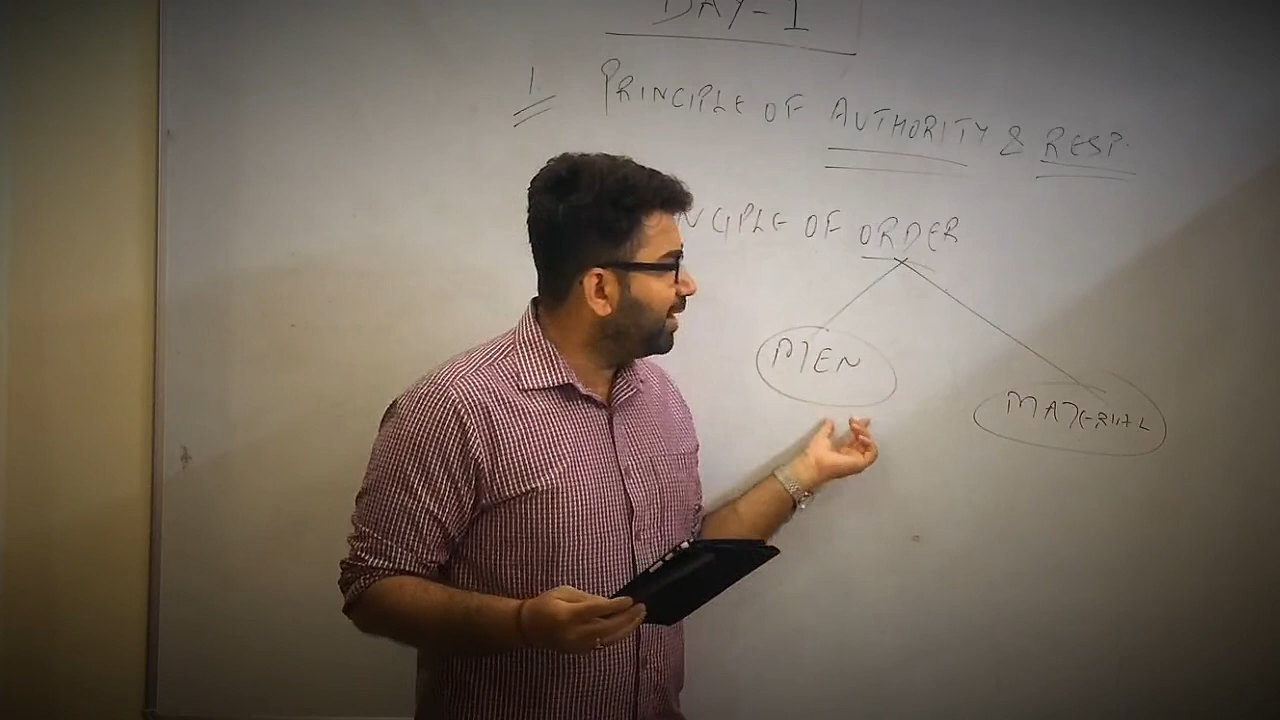 DAY-1
1. PRINCIPLE OF AUTHORITY & RESP.
NCIPLE OF ORDER
MEN
MATERIAL